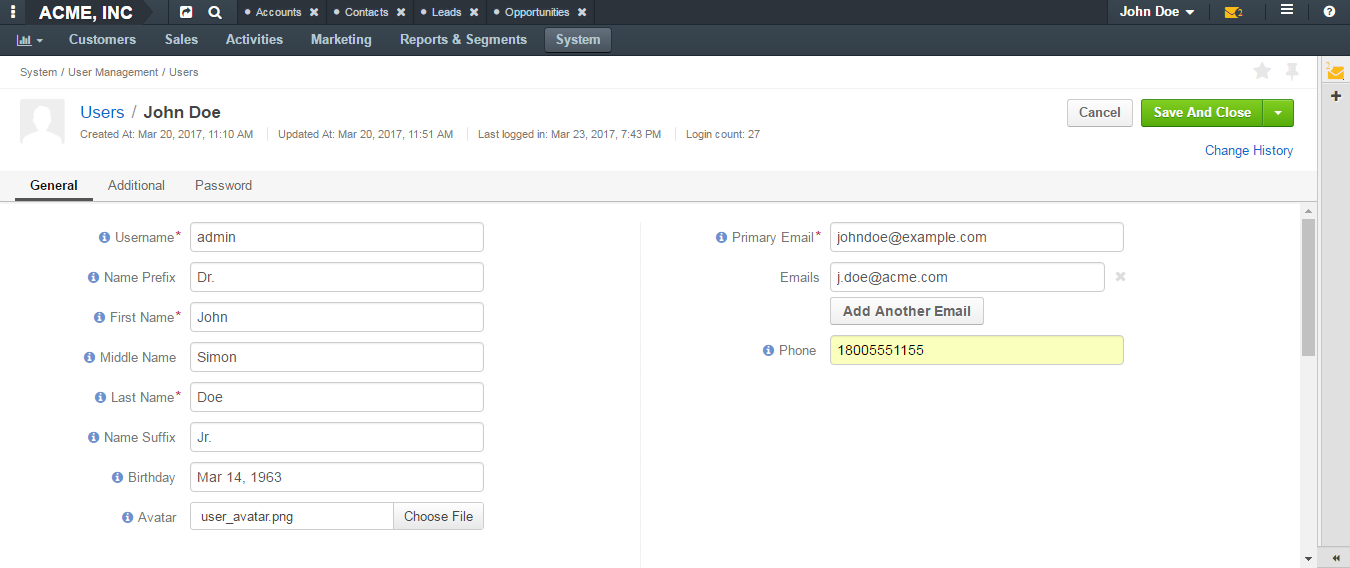 ACME, INC Accounts Contacts Leads Opportunities John Doe 2
Customers Sales Activities Marketing Reports & Segments System
System / User Management / Users
2
Users / John Doe
Cancel Save And Close
Created At: Mar 20, 2017, 11:10 AM Updated At: Mar 20, 2017, 11:51 AM Last logged in: Mar 23, 2017, 7:43 PM Login count: 27
Change History
General Additional Password
Username* admin
Name Prefix Dr.
First Name* John
Middle Name Simon
Last Name* Doe
Name Suffix Jr.
Birthday Mar 14, 1963
Avatar user_avatar.png Choose File
Primary Email* johndoe@example.com
Emails j.doe@acme.com
Add Another Email
Phone 18005551155